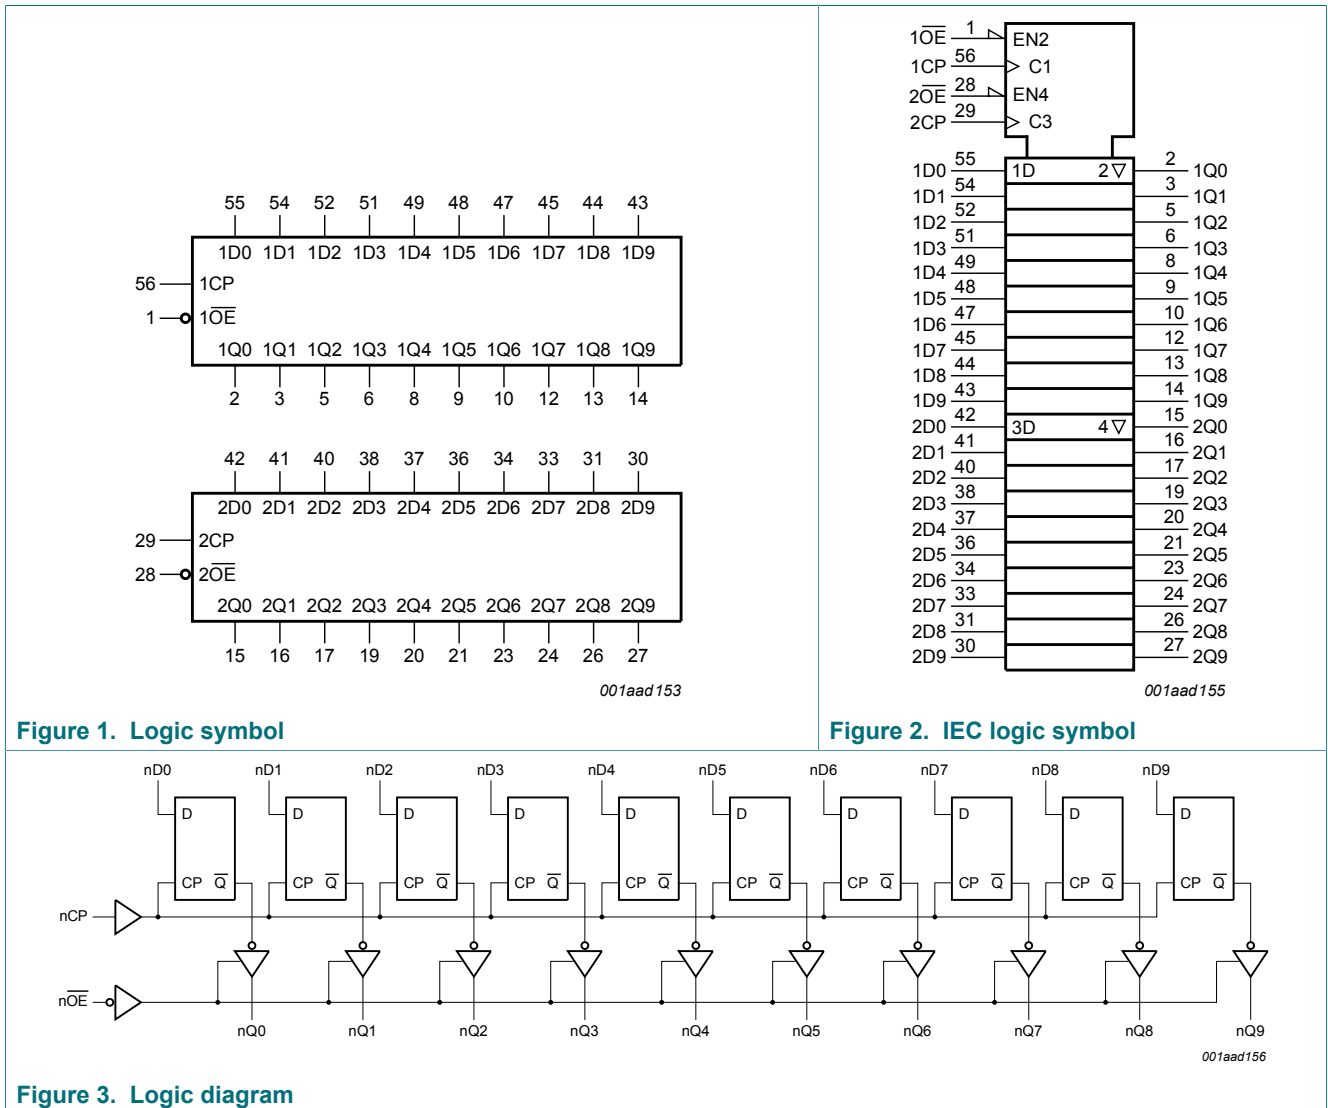 55 54 52 51 49 48 47 45 44 43
1D0 1D1 1D2 1D3 1D4 1D5 1D6 1D7 1D8 1D9
56 1CP
1 1O̅E̅
1Q0 1Q1 1Q2 1Q3 1Q4 1Q5 1Q6 1Q7 1Q8 1Q9
2 3 5 6 8 9 10 12 13 14
42 41 40 38 37 36 34 33 31 30
2D0 2D1 2D2 2D3 2D4 2D5 2D6 2D7 2D8 2D9
29 2CP
28 2O̅E̅
2Q0 2Q1 2Q2 2Q3 2Q4 2Q5 2Q6 2Q7 2Q8 2Q9
15 16 17 19 20 21 23 24 26 27
001aad153
Figure 1. Logic symbol
1O̅E̅ 1 EN2
1CP 56 C1
2O̅E̅ 28 EN4
2CP 29 C3
1D0 55 1D 2▽ 2 1Q0
1D1 54 3 1Q1
1D2 52 5 1Q2
1D3 51 6 1Q3
1D4 49 8 1Q4
1D5 48 9 1Q5
1D6 47 10 1Q6
1D7 45 12 1Q7
1D8 44 13 1Q8
1D9 43 14 1Q9
2D0 42 3D 4▽ 15 2Q0
2D1 41 16 2Q1
2D2 40 17 2Q2
2D3 38 19 2Q3
2D4 37 20 2Q4
2D5 36 21 2Q5
2D6 34 23 2Q6
2D7 33 24 2Q7
2D8 31 26 2Q8
2D9 30 27 2Q9
001aad155
Figure 2. IEC logic symbol
nD0 nD1 nD2 nD3 nD4 nD5 nD6 nD7 nD8 nD9
D D D D D D D D D D
CP Q̅ CP Q̅ CP Q̅ CP Q̅ CP Q̅ CP Q̅ CP Q̅ CP Q̅ CP Q̅ CP Q̅
nCP
nO̅E̅
nQ0 nQ1 nQ2 nQ3 nQ4 nQ5 nQ6 nQ7 nQ8 nQ9
001aad156
Figure 3. Logic diagram